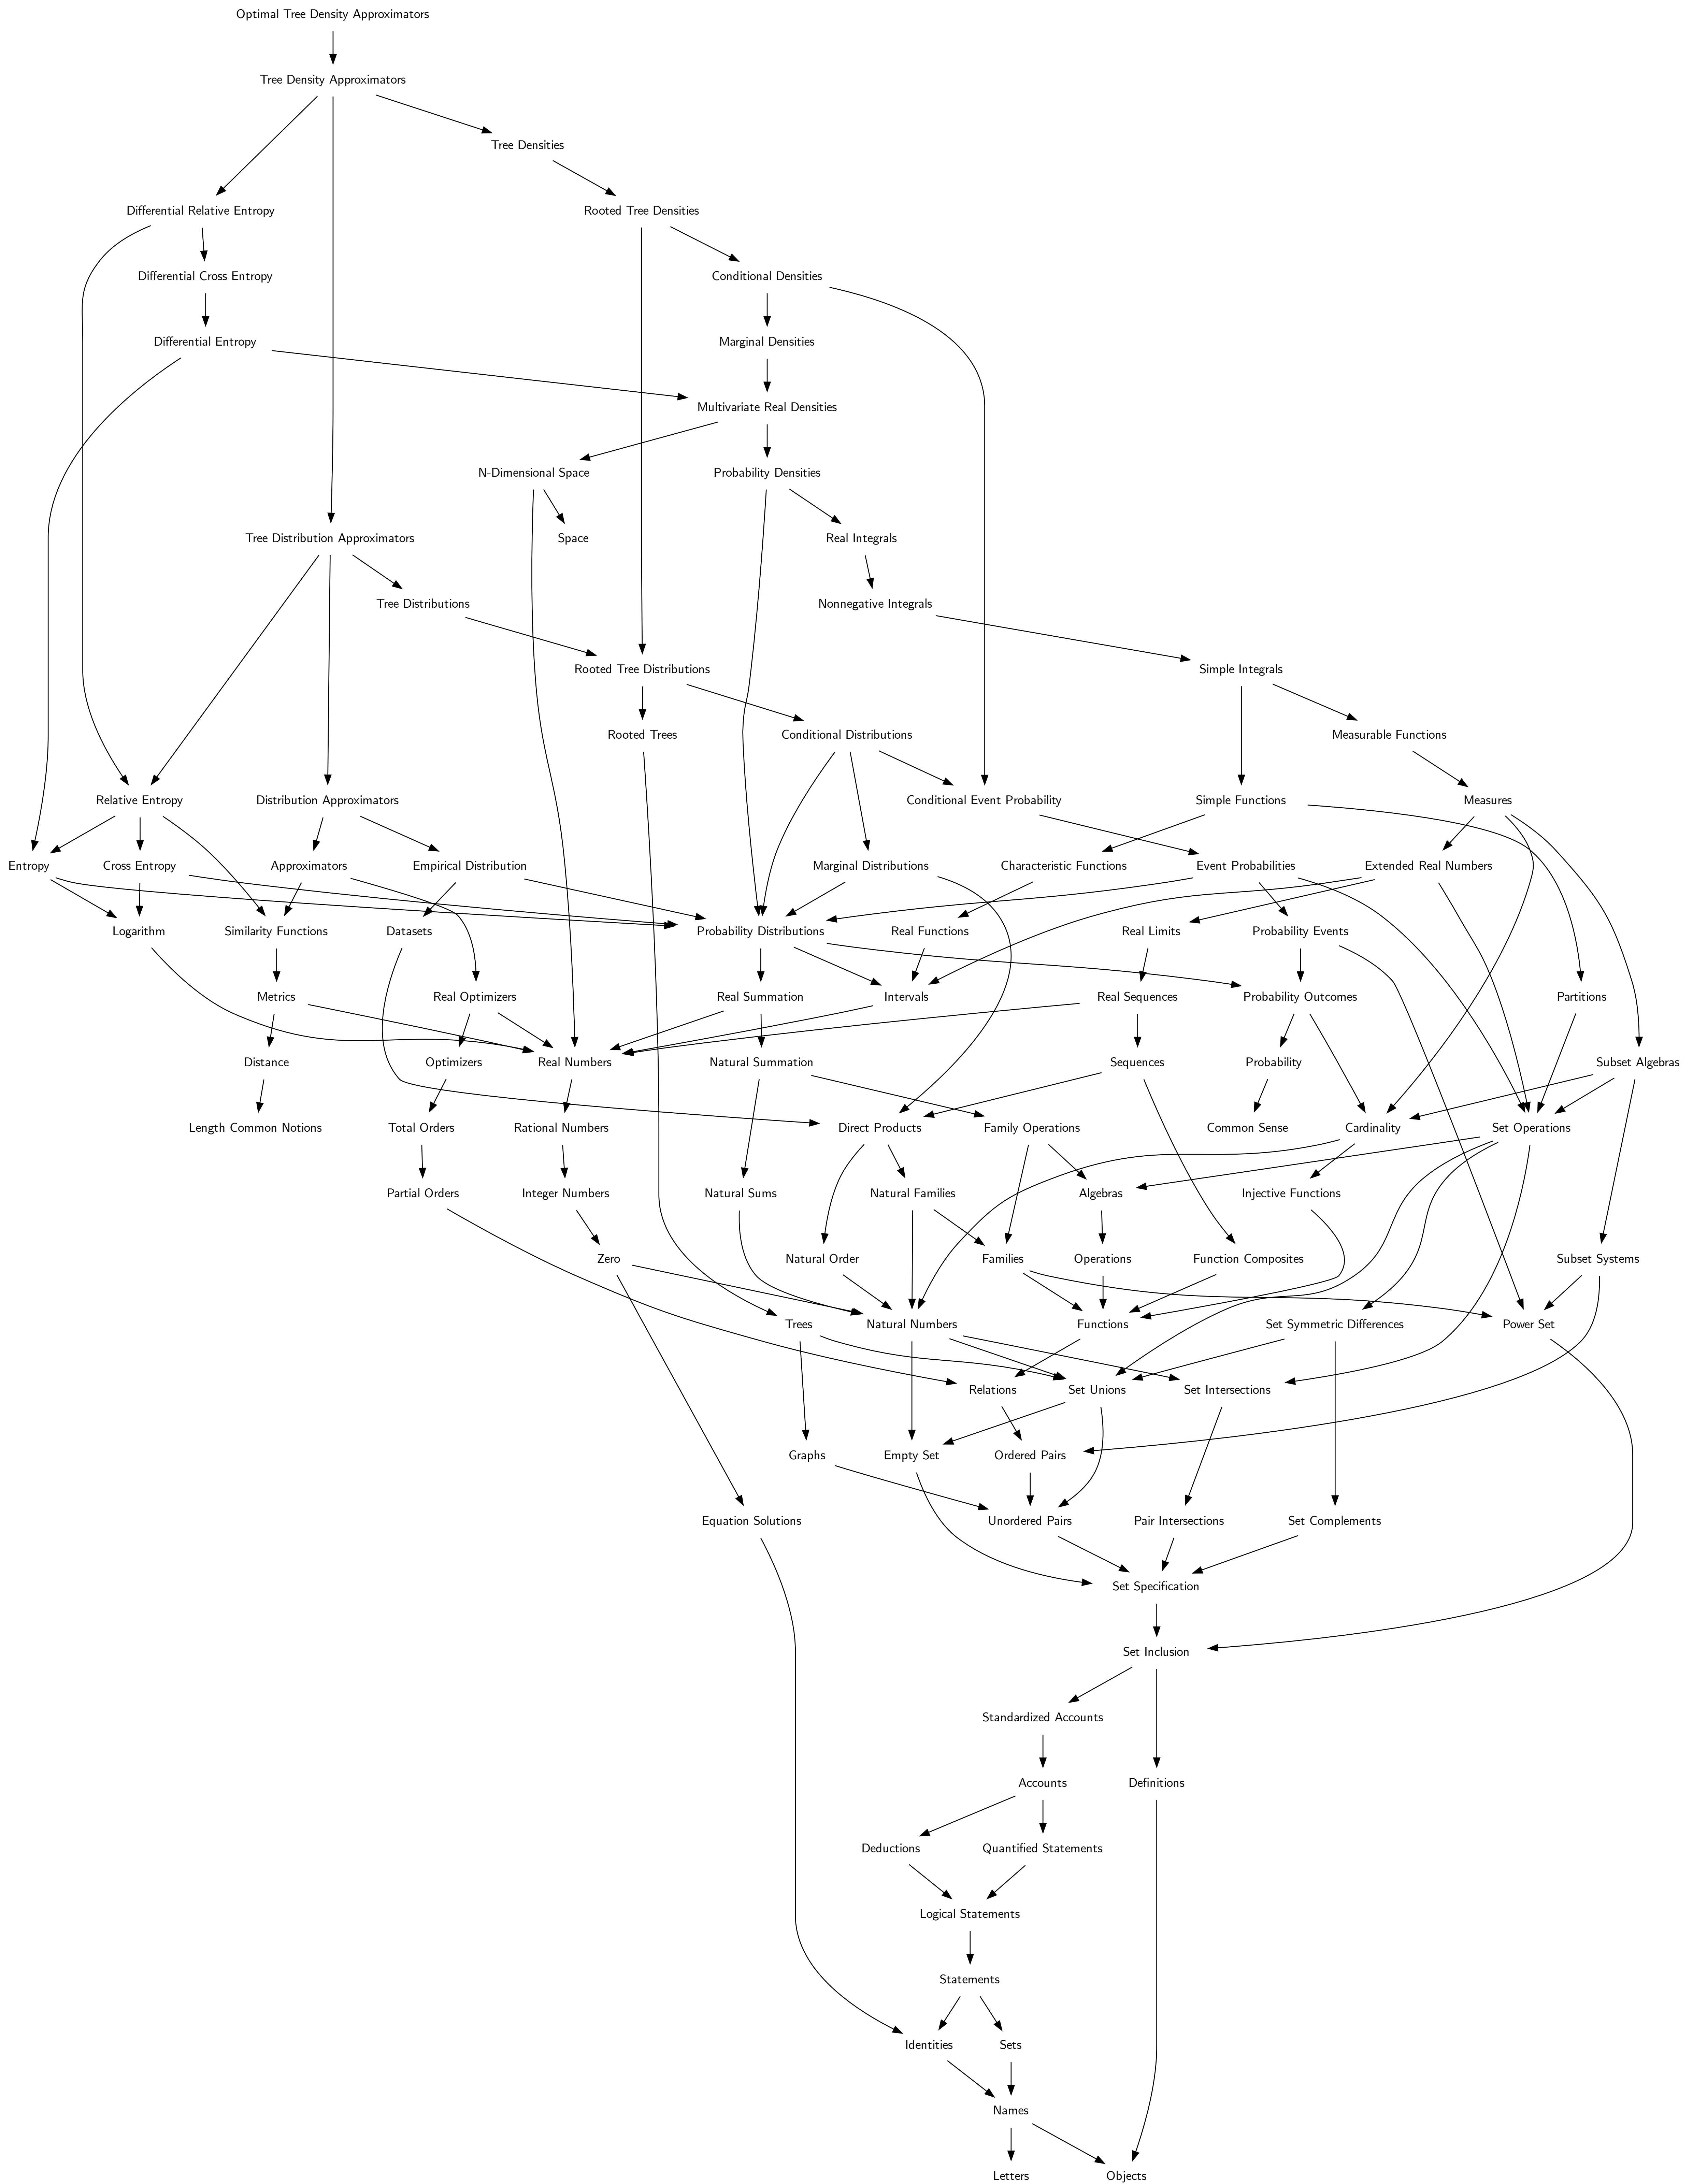 Optimal Tree Density Approximators
Tree Density Approximators
Tree Densities
Differential Relative Entropy
Rooted Tree Densities
Differential Cross Entropy
Conditional Densities
Differential Entropy
Marginal Densities
Multivariate Real Densities
N-Dimensional Space
Probability Densities
Tree Distribution Approximators
Space
Real Integrals
Tree Distributions
Nonnegative Integrals
Rooted Tree Distributions
Simple Integrals
Rooted Trees
Conditional Distributions
Measurable Functions
Relative Entropy
Distribution Approximators
Conditional Event Probability
Simple Functions
Measures
Entropy
Cross Entropy
Approximators
Empirical Distribution
Marginal Distributions
Characteristic Functions
Event Probabilities
Extended Real Numbers
Logarithm
Similarity Functions
Datasets
Probability Distributions
Real Functions
Real Limits
Probability Events
Metrics
Real Optimizers
Real Summation
Intervals
Real Sequences
Probability Outcomes
Partitions
Distance
Optimizers
Real Numbers
Natural Summation
Sequences
Probability
Subset Algebras
Length Common Notions
Total Orders
Rational Numbers
Direct Products
Family Operations
Common Sense
Cardinality
Set Operations
Partial Orders
Integer Numbers
Natural Sums
Natural Families
Algebras
Injective Functions
Zero
Natural Order
Families
Operations
Function Composites
Subset Systems
Trees
Natural Numbers
Functions
Set Symmetric Differences
Power Set
Relations
Set Unions
Set Intersections
Graphs
Empty Set
Ordered Pairs
Equation Solutions
Unordered Pairs
Pair Intersections
Set Complements
Set Specification
Set Inclusion
Standardized Accounts
Accounts
Definitions
Deductions
Quantified Statements
Logical Statements
Statements
Identities
Sets
Names
Letters
Objects